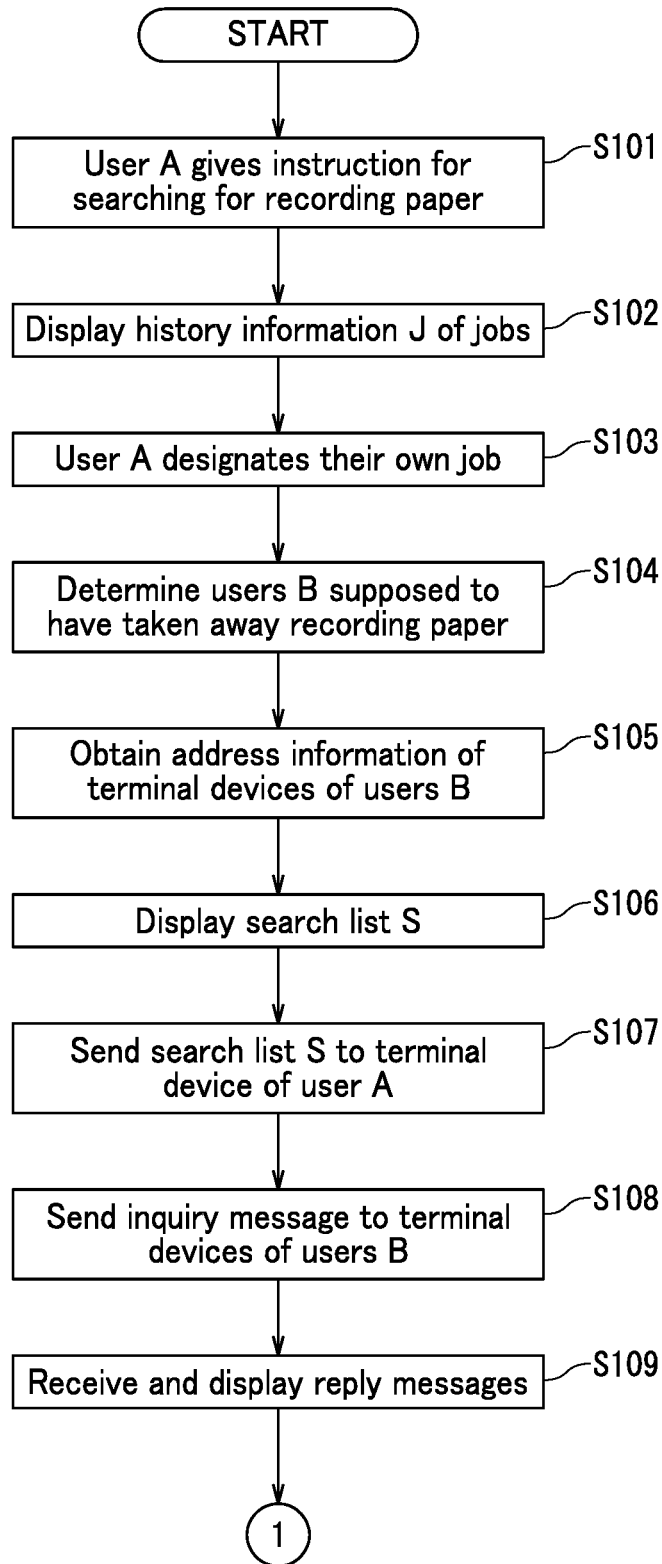 START
User A gives instruction for
searching for recording paper
S101
Display history information J of jobs
S102
User A designates their own job
S103
Determine users B supposed to
have taken away recording paper
S104
Obtain address information of
terminal devices of users B
S105
Display search list S
S106
Send search list S to terminal
device of user A
S107
Send inquiry message to terminal
devices of users B
S108
Receive and display reply messages
S109
1